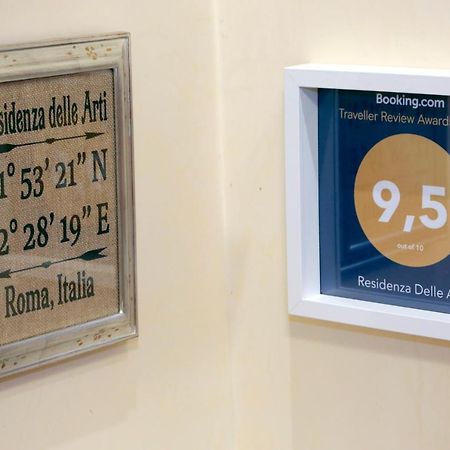 sidenza delle Arti
1° 53' 21" N
2° 28' 19" E
Roma, Italia
Booking.com
Traveller Review Award
9,5
out of 10
Residenza Delle A